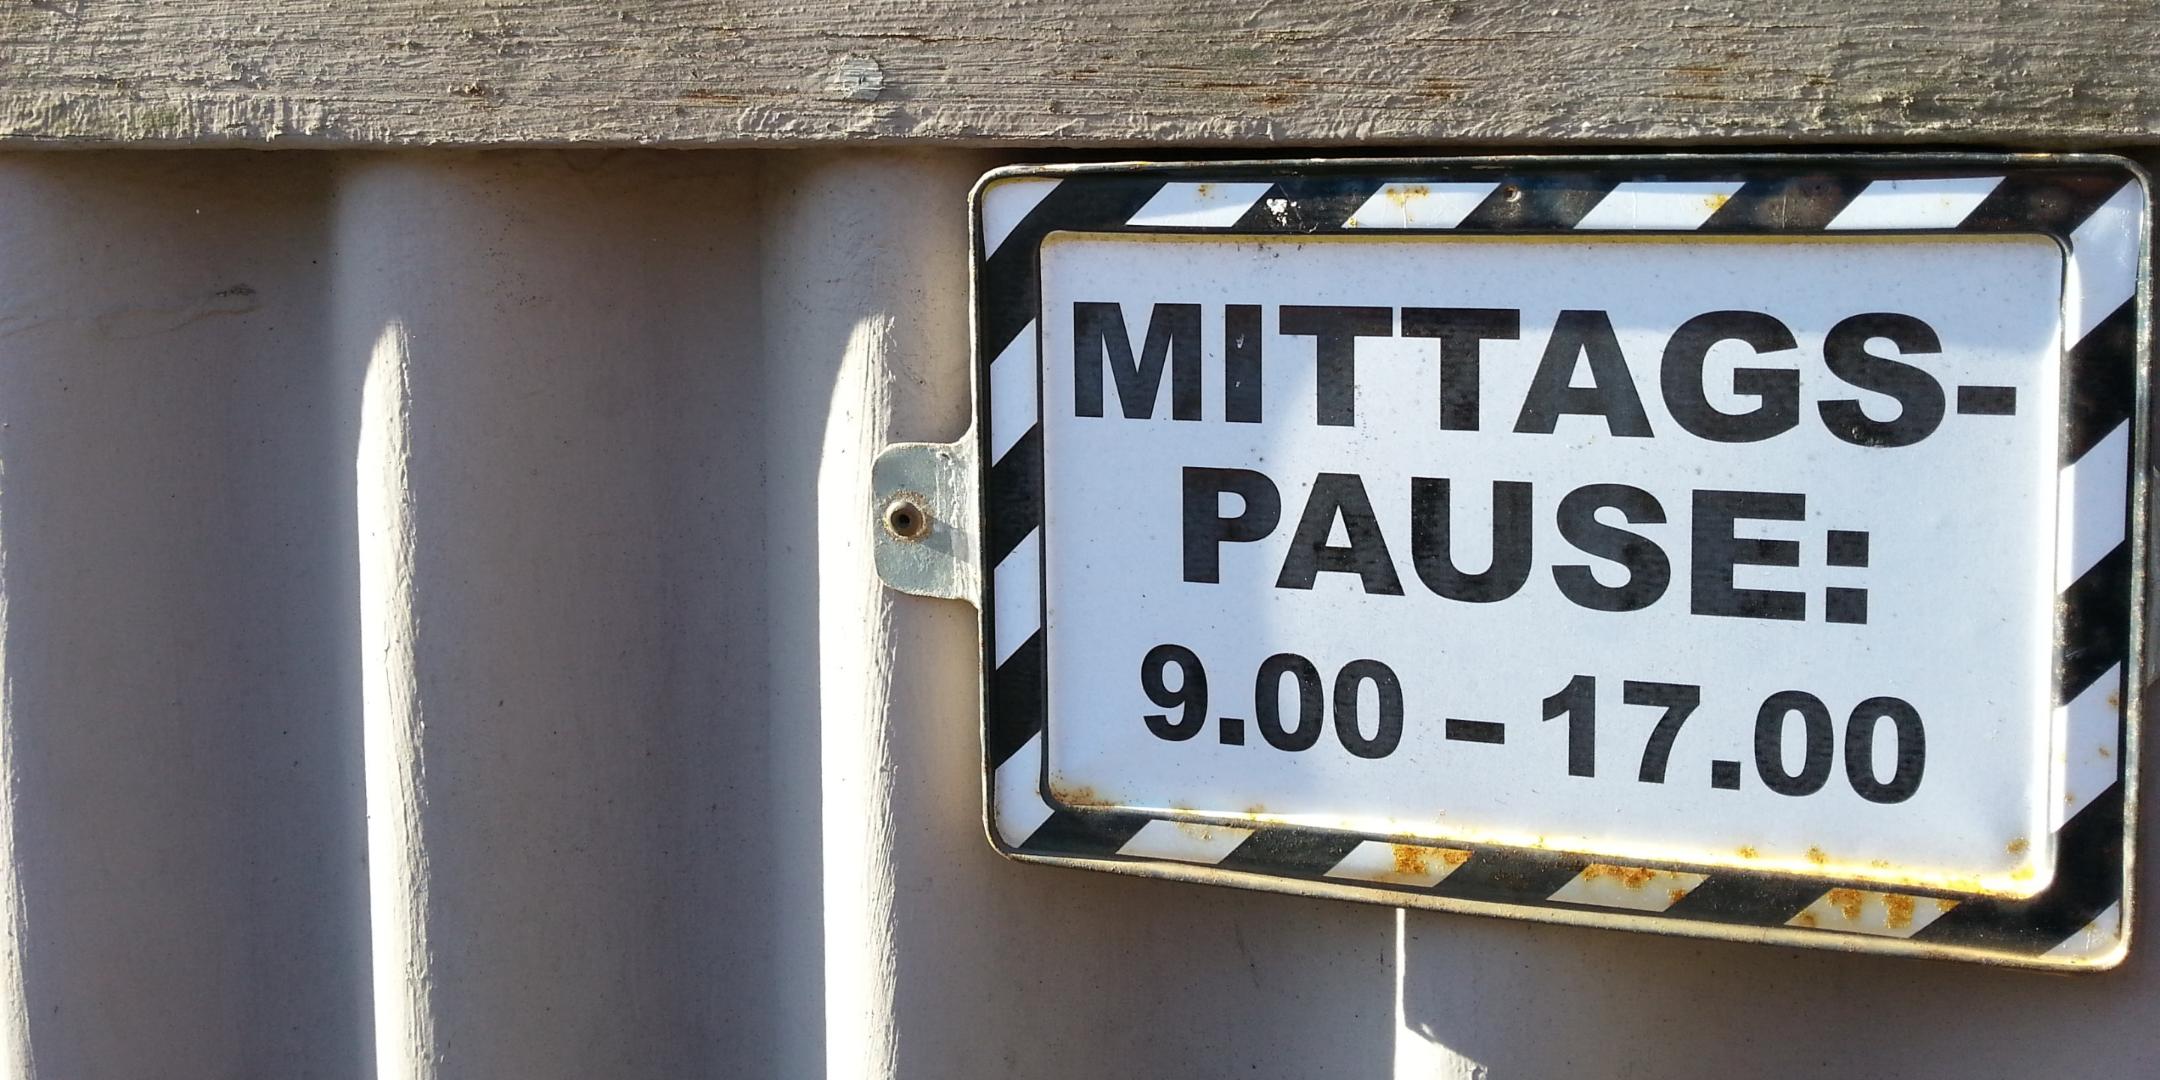 MITTAGS-
PAUSE:
9.00 – 17.00